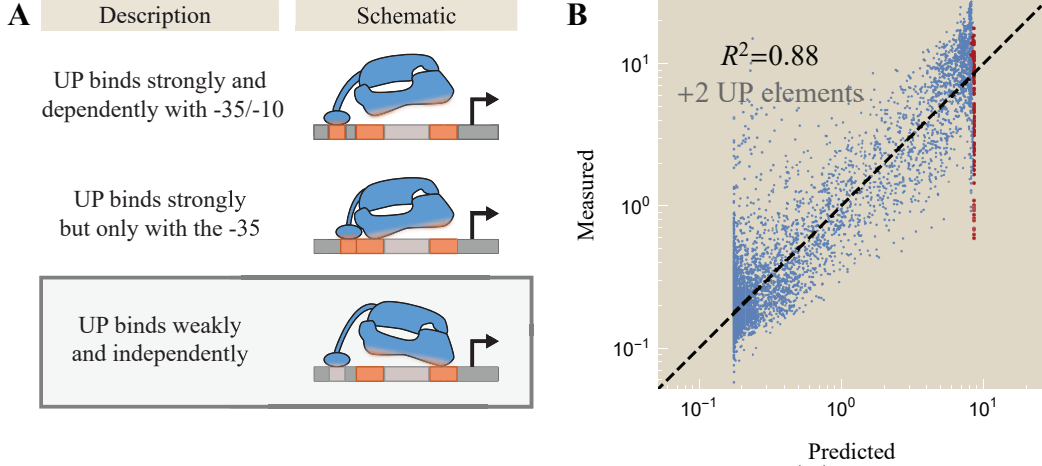 A
Description
Schematic
UP binds strongly and
dependently with -35/-10
UP binds strongly
but only with the -35
UP binds weakly
and independently
B
R²=0.88
+2 UP elements
Measured
10¹
10⁰
10⁻¹
10⁻¹
10⁰
10¹
Predicted